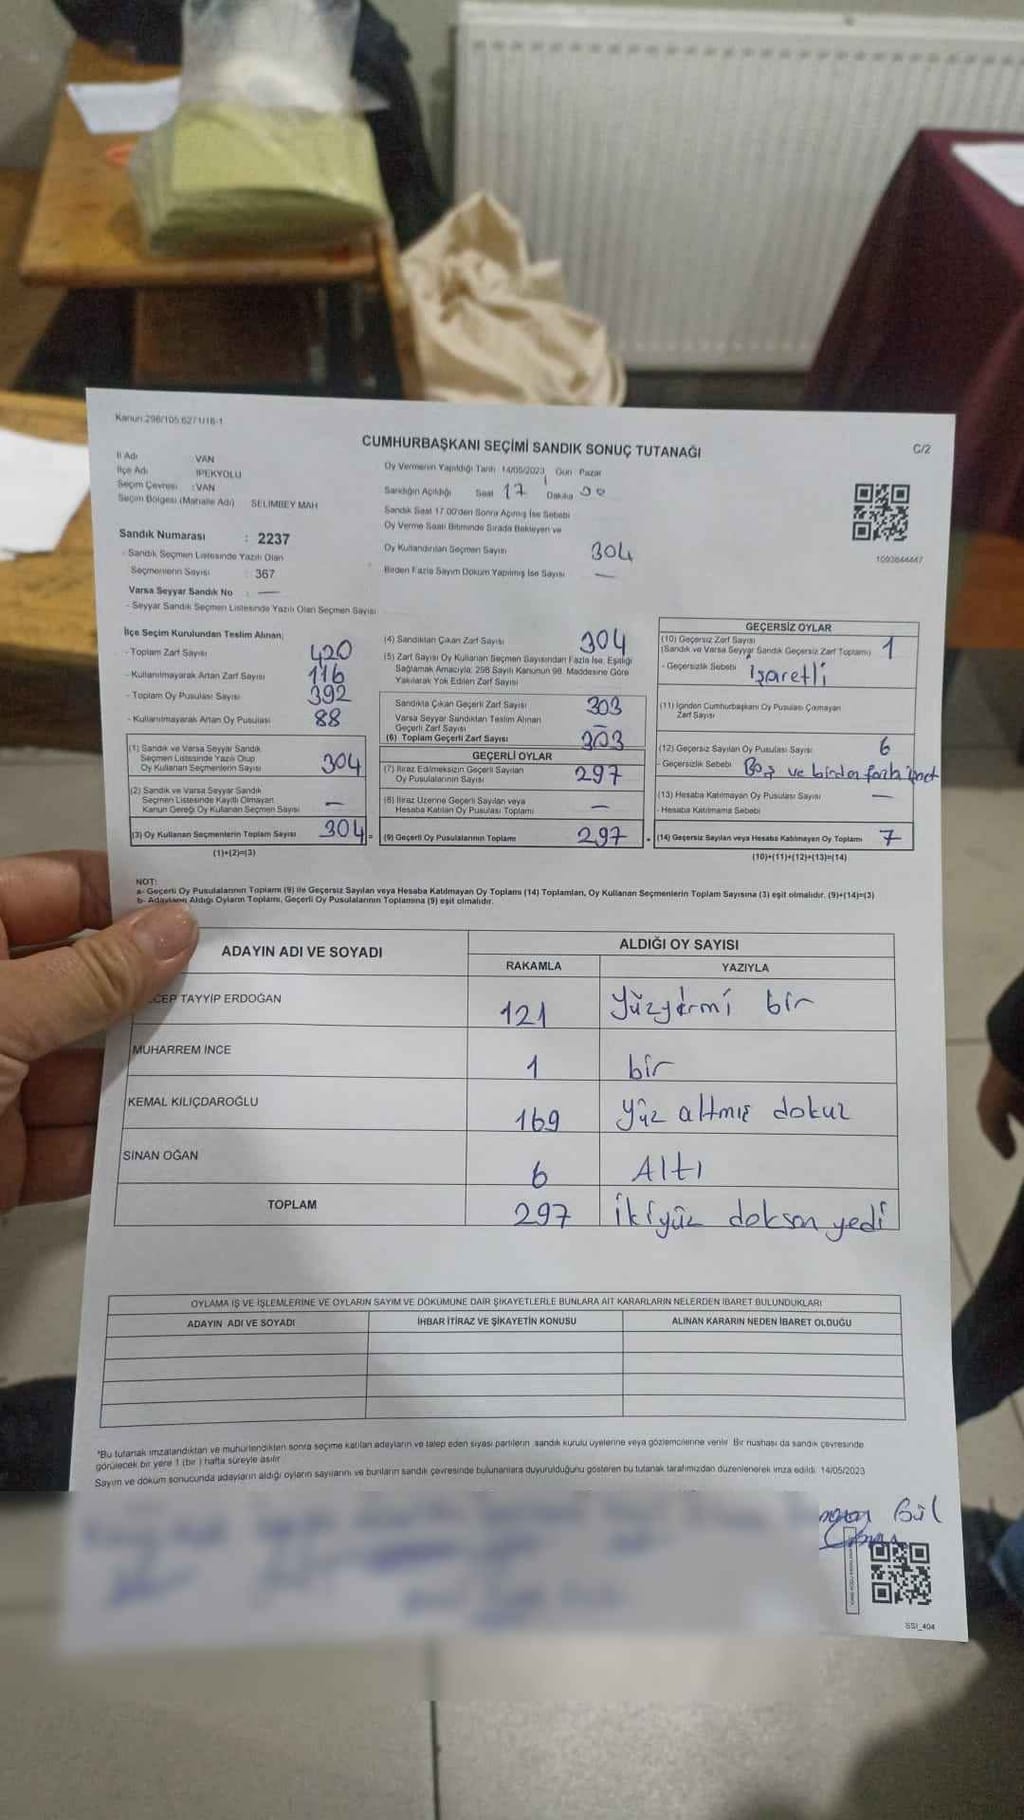 Kanun:298/105.6271/18-1
CUMHURBAŞKANI SEÇİMİ SANDIK SONUÇ TUTANAĞI
C/2
İl Adı VAN
İlçe Adı İPEKYOLU
Seçim Çevresi : VAN
Seçim Bölgesi (Mahalle Adı) SELİMBEY MAH
Oy Vermenin Yapıldığı Tarih 14/05/2023 Gün Pazar
Sandığın Açıldığı Saat 17 Dakika 30
Sandık Saat 17.00'den Sonra Açımış İse Sebebi
Oy Verme Saati Bitiminde Sırada Bekleyen ve
Oy Kullandırılan Seçmen Sayısı 304
Birden Fazla Sayım Döküm Yapılmış İse Sayısı —
1093844447
Sandık Numarası : 2237
- Sandık Seçmen Listesinde Yazılı Olan
Seçmenlerin Sayısı : 367
Varsa Seyyar Sandık No : —
- Seyyar Sandık Seçmen Listesinde Yazılı Olan Seçmen Sayısı
İlçe Seçim Kurulundan Teslim Alınan;
- Toplam Zarf Sayısı 420
- Kullanılmayarak Artan Zarf Sayısı 116
- Toplam Oy Pusulası Sayısı 392
- Kullanılmayarak Artan Oy Pusulası 88
(1) Sandık ve Varsa Seyyar Sandık
Seçmen Listesinde Yazılı Olup
Oy Kullanan Seçmenlerin Sayısı 304
(2) Sandık ve Varsa Seyyar Sandık
Seçmen Listesinde Kayıtlı Olmayan
Kanun Gereği Oy Kullanan Seçmen Sayısı —
(3) Oy Kullanan Seçmenlerin Toplam Sayısı 304 =
(1)+(2)=(3)
(4) Sandıktan Çıkan Zarf Sayısı 304
(5) Zarf Sayısı Oy Kullanan Seçmen Sayısından Fazla İse, Eşitliği
Sağlamak Amacıyla; 298 Sayılı Kanunun 98. Maddesine Göre
Yakılarak Yok Edilen Zarf Sayısı
Sandıkta Çıkan Geçerli Zarf Sayısı 303
Varsa Seyyar Sandıktan Teslim Alınan
Geçerli Zarf Sayısı —
(6) Toplam Geçerli Zarf Sayısı 303
GEÇERLİ OYLAR
(7) İtiraz Edilmeksizin Geçerli Sayılan
Oy Pusulalarının Sayısı 297
(8) İtiraz Üzerine Geçerli Sayılan veya
Hesaba Katılan Oy Pusulası Toplamı —
(9) Geçerli Oy Pusulalarının Toplamı 297
GEÇERSİZ OYLAR
(10) Geçersiz Zarf Sayısı
(Sandık ve Varsa Seyyar Sandık Geçersiz Zarf Toplamı) 1
- Geçersizlik Sebebi İşaretli
(11) İçinden Cumhurbaşkanı Oy Pusulası Çıkmayan
Zarf Sayısı
(12) Geçersiz Sayılan Oy Pusulası Sayısı 6
- Geçersizlik Sebebi Boş ve birden fazla
(13) Hesaba Katılmayan Oy Pusulası Sayısı —
- Hesaba Katılmama Sebebi
(14) Geçersiz Sayılan veya Hesaba Katılmayan Oy Toplamı 7
(10)+(11)+(12)+(13)=(14)
NOT:
a- Geçerli Oy Pusulalarının Toplamı (9) ile Geçersiz Sayılan veya Hesaba Katılmayan Oy Toplamı (14) Toplamları, Oy Kullanan Seçmenlerin Toplam Sayısına (3) eşit olmalıdır. (9)+(14)=(3)
b- Adayların Aldığı Oyların Toplamı, Geçerli Oy Pusulalarının Toplamına (9) eşit olmalıdır.
ADAYIN ADI VE SOYADI ALDIĞI OY SAYISI
RAKAMLA YAZIYLA
CEP TAYYİP ERDOĞAN 121 Yüzyirmi bir
MUHARREM İNCE 1 bir
KEMAL KILIÇDAROĞLU 169 Yüz altmış dokuz
SİNAN OĞAN 6 Altı
TOPLAM 297 İkiyüz doksan yedi
OYLAMA İŞ VE İŞLEMLERİNE VE OYLARIN SAYIM VE DÖKÜMÜNE DAİR ŞİKAYETLERLE BUNLARA AİT KARARLARIN NELERDEN İBARET BULUNDUKLARI
ADAYIN ADI VE SOYADI İHBAR İTİRAZ VE ŞİKAYETİN KONUSU ALINAN KARARIN NEDEN İBARET OLDUĞU
*Bu tutanak imzalandıktan ve mühürlendikten sonra seçime katılan adayların ve talep eden siyasi partilerin sandık kurulu üyelerine veya gözlemcilerine verilir. Bir nüshası da sandık çevresinde
görülecek bir yere 1 (bir) hafta süreyle asılır
Sayım ve döküm sonucunda adayların aldığı oyların sayılarını ve bunların sandık çevresinde bulunanlara duyurulduğunu gösteren bu tutanak tarafımızdan düzenlenerek imza edildi. 14/05/2023
Gül
SSI_404